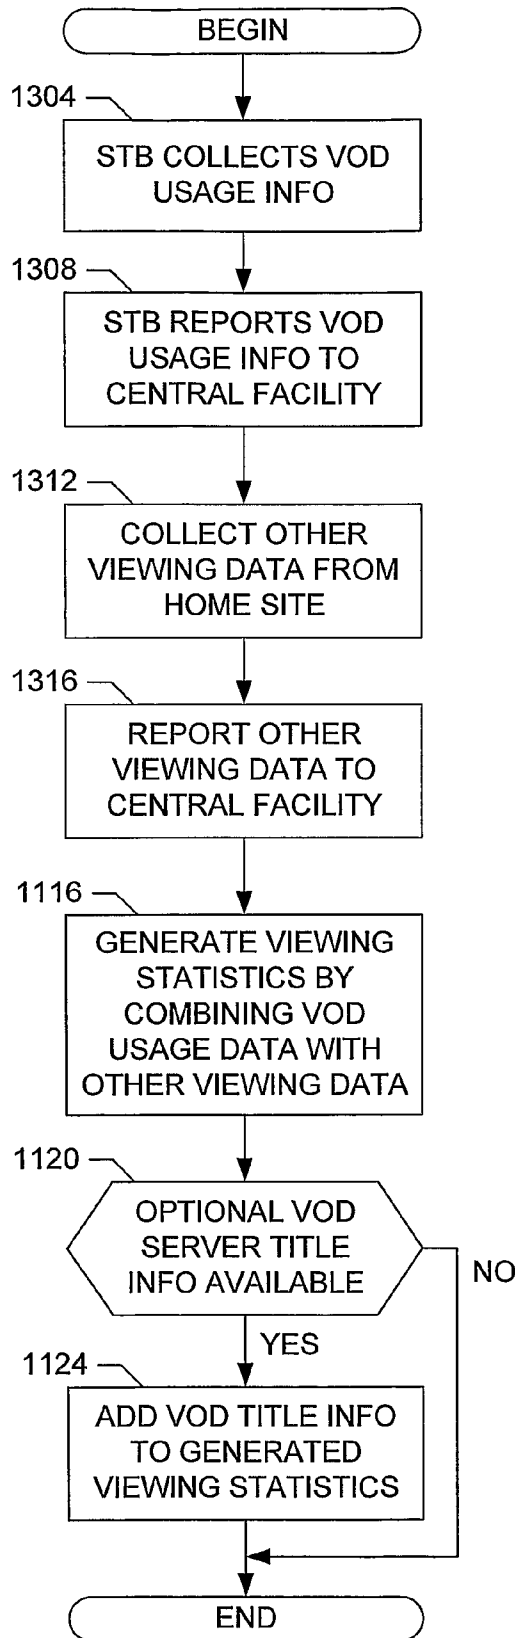 BEGIN
1304
STB COLLECTS VOD
USAGE INFO
1308
STB REPORTS VOD
USAGE INFO TO
CENTRAL FACILITY
1312
COLLECT OTHER
VIEWING DATA FROM
HOME SITE
1316
REPORT OTHER
VIEWING DATA TO
CENTRAL FACILITY
1116
GENERATE VIEWING
STATISTICS BY
COMBINING VOD
USAGE DATA WITH
OTHER VIEWING DATA
1120
OPTIONAL VOD
SERVER TITLE
INFO AVAILABLE
NO
YES
1124
ADD VOD TITLE INFO
TO GENERATED
VIEWING STATISTICS
END